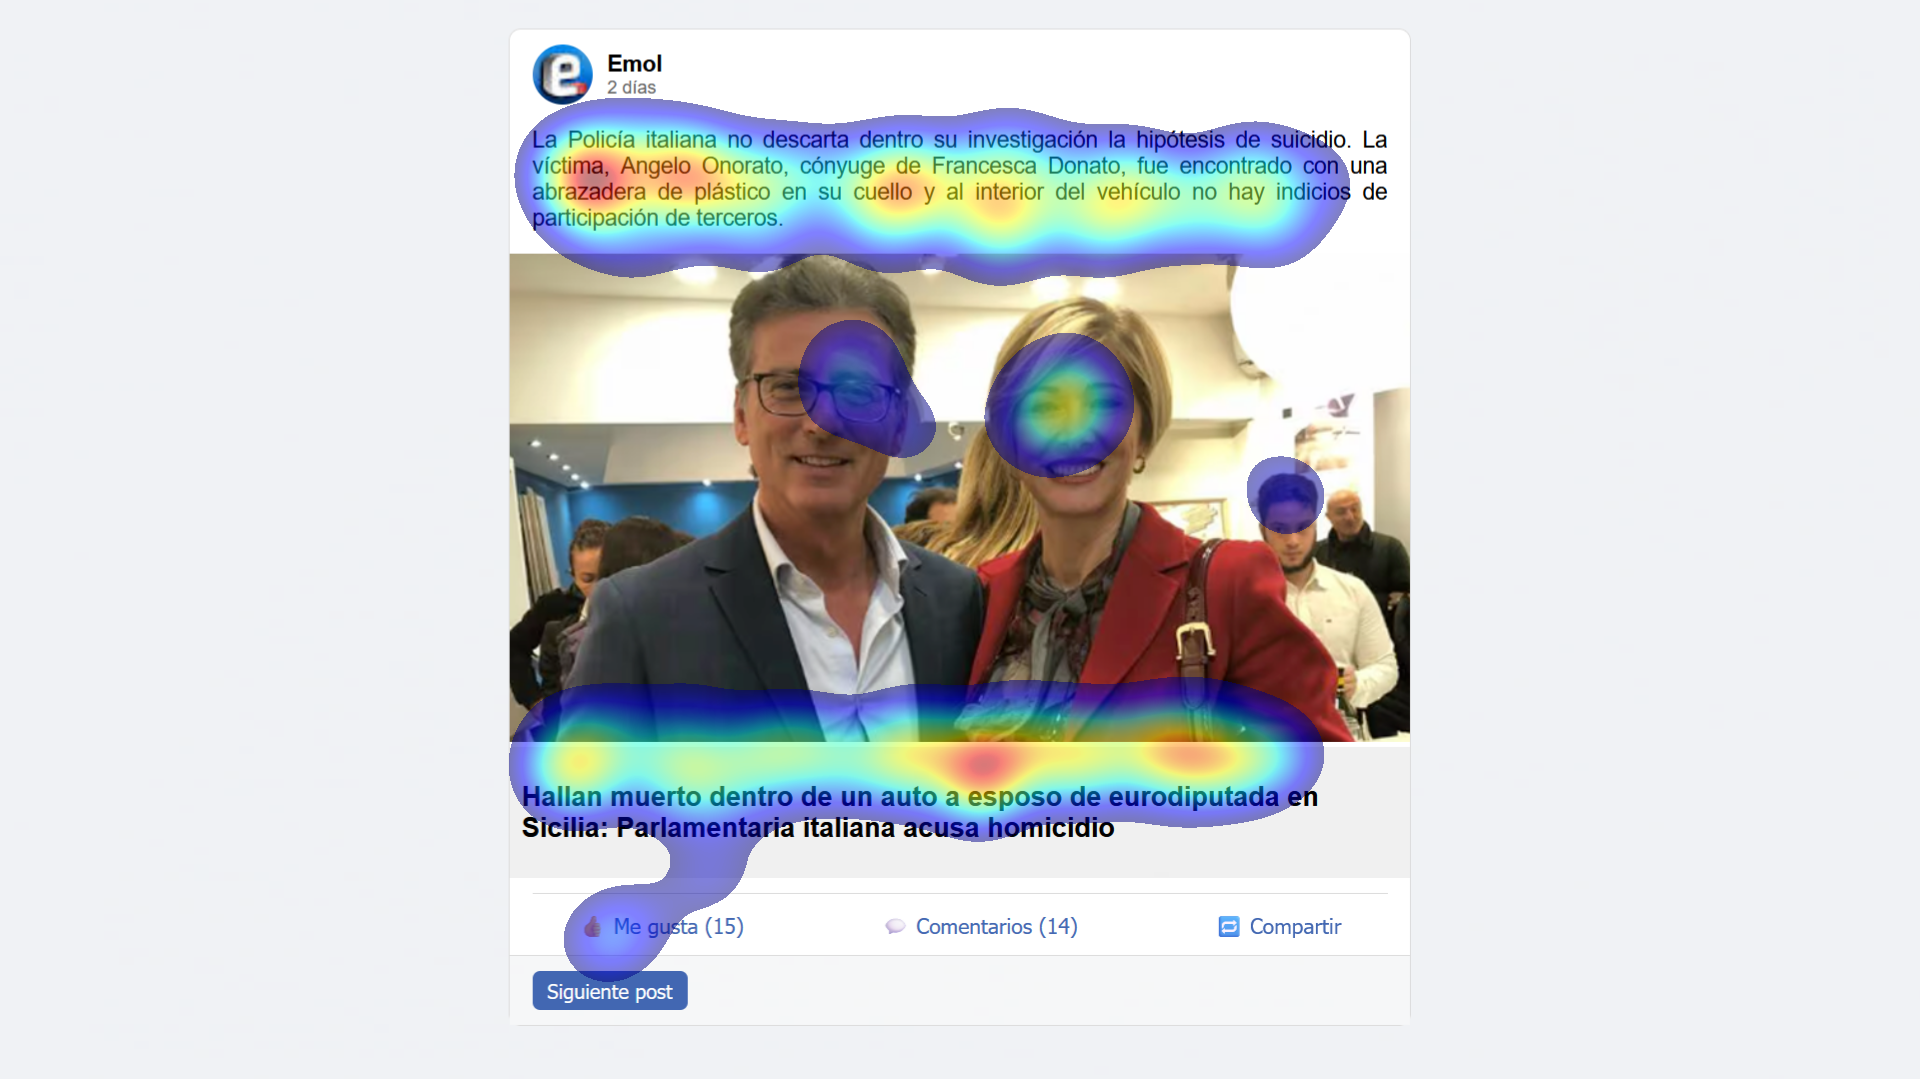 Emol
2 días
La Policía italiana no descarta dentro su investigación la hipótesis de suicidio. La
víctima, Angelo Onorato, cónyuge de Francesca Donato, fue encontrado con una
abrazadera de plástico en su cuello y al interior del vehículo no hay indicios de
participación de terceros.
Hallan muerto dentro de un auto a esposo de eurodiputada en
Sicilia: Parlamentaria italiana acusa homicidio
Me gusta (15)
Comentarios (14)
Compartir
Siguiente post